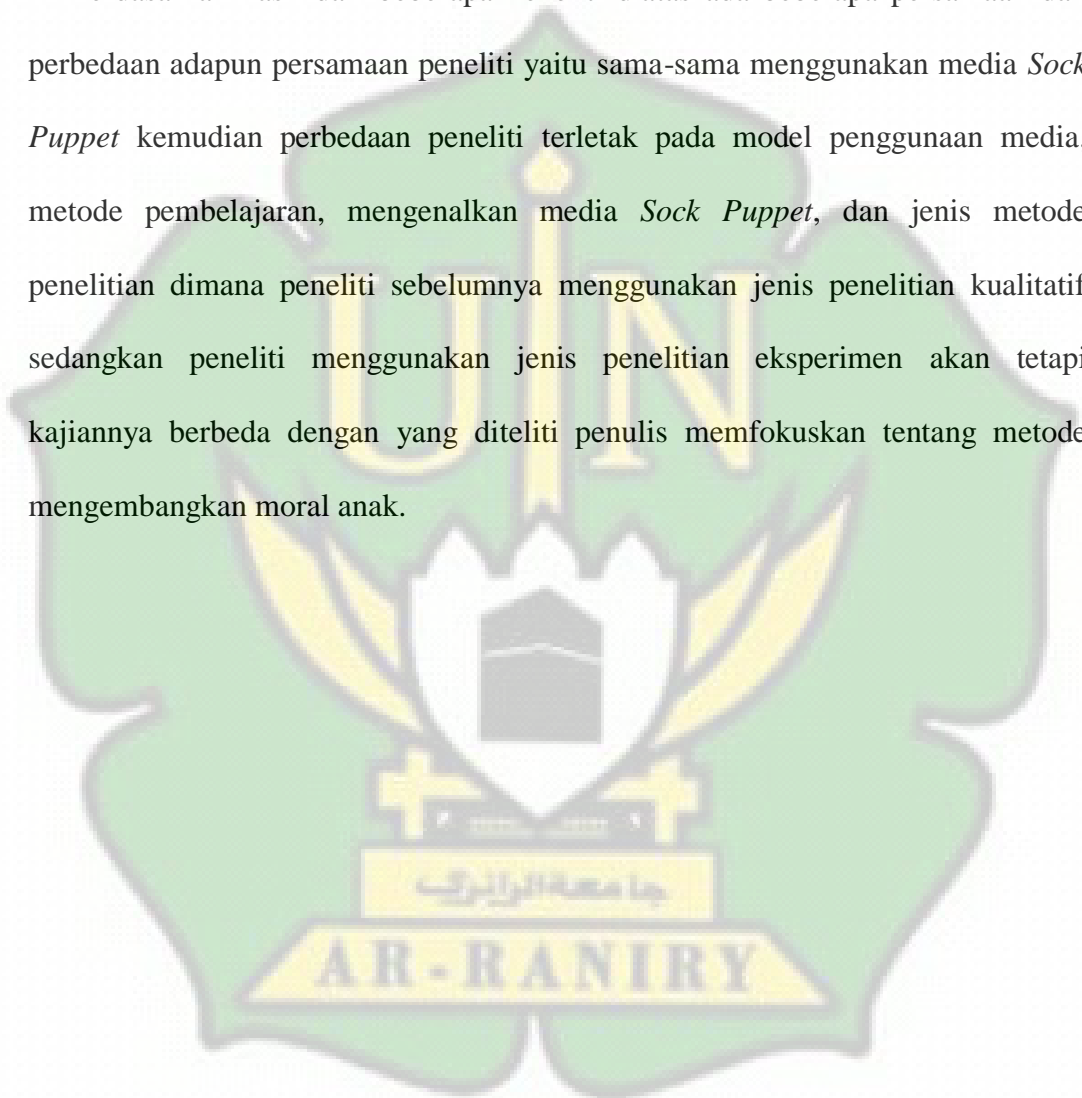 perbedaan adapun persamaan peneliti yaitu sama-sama menggunakan media Sock
Puppet kemudian perbedaan peneliti terletak pada model penggunaan media,
metode pembelajaran, mengenalkan media Sock Puppet, dan jenis metode
penelitian dimana peneliti sebelumnya menggunakan jenis penelitian kualitatif
sedangkan peneliti menggunakan jenis penelitian eksperimen akan tetapi
kajiannya berbeda dengan yang diteliti penulis memfokuskan tentang metode
mengembangkan moral anak.
UIN
جامعة الرانري
AR-RANIRY